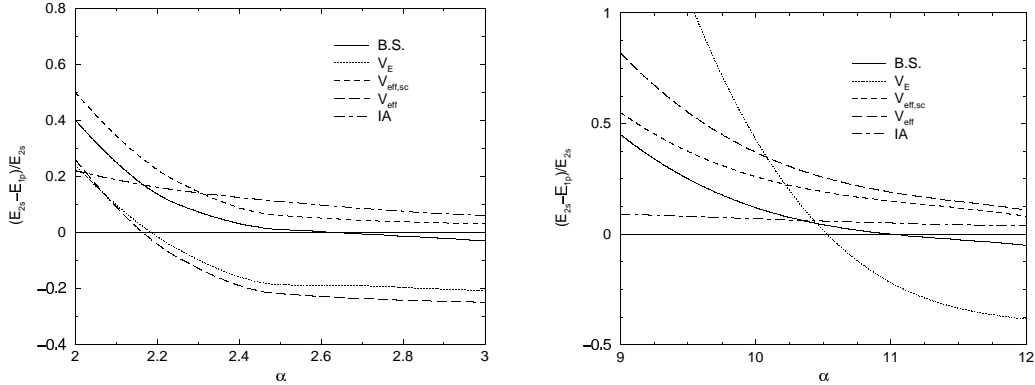 0.8
0.6
0.4
0.2
0
−0.2
−0.4
2
2.2
2.4
2.6
2.8
3
α
(E2s−E1p)/E2s
B.S.
VE
Veff,sc
Veff
IA
1
0.5
0
−0.5
9
10
11
12
α
(E2s−E1p)/E2s
B.S.
VE
Veff,sc
Veff
IA